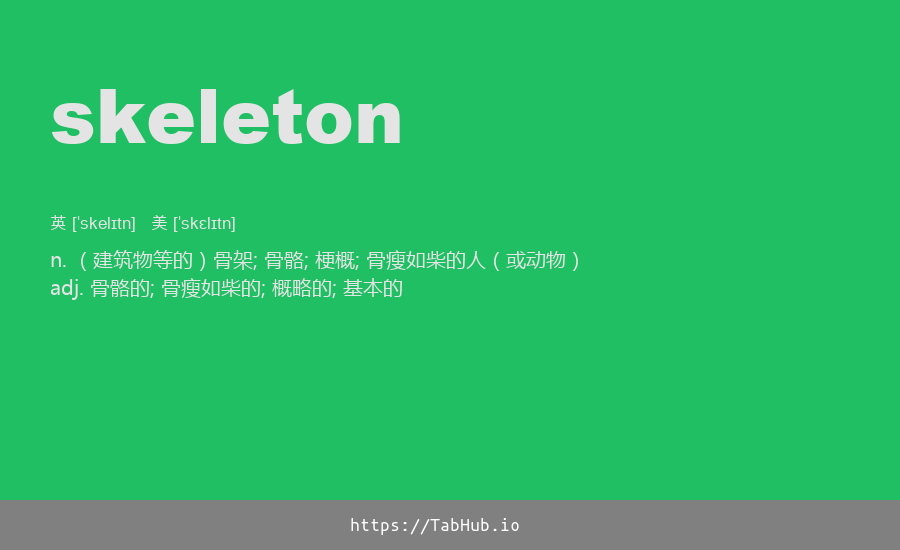 skeleton
英 [ˈskelɪtn] 美 [ˈskɛlɪtn]
n. （建筑物等的）骨架; 骨骼; 梗概; 骨瘦如柴的人（或动物）
adj. 骨骼的; 骨瘦如柴的; 概略的; 基本的
https://TabHub.io